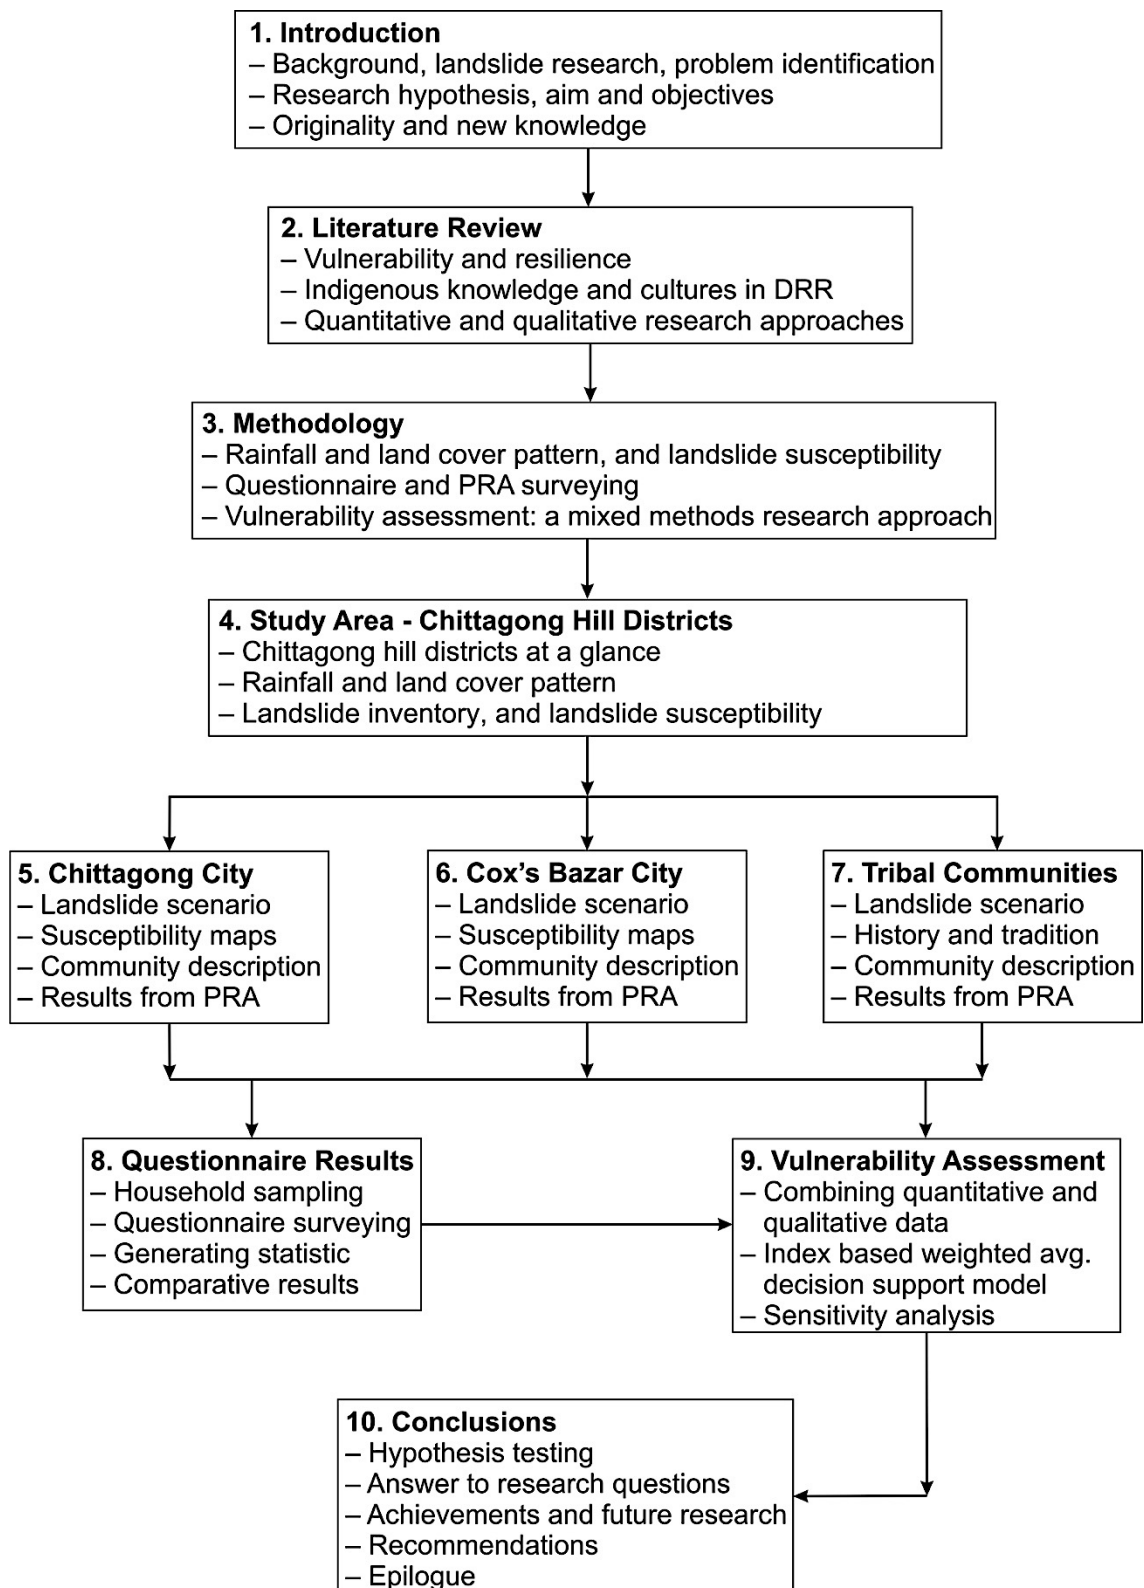 1. Introduction
– Background, landslide research, problem identification
– Research hypothesis, aim and objectives
– Originality and new knowledge
2. Literature Review
– Vulnerability and resilience
– Indigenous knowledge and cultures in DRR
– Quantitative and qualitative research approaches
3. Methodology
– Rainfall and land cover pattern, and landslide susceptibility
– Questionnaire and PRA surveying
– Vulnerability assessment: a mixed methods research approach
4. Study Area - Chittagong Hill Districts
– Chittagong hill districts at a glance
– Rainfall and land cover pattern
– Landslide inventory, and landslide susceptibility
5. Chittagong City
– Landslide scenario
– Susceptibility maps
– Community description
– Results from PRA
6. Cox’s Bazar City
– Landslide scenario
– Susceptibility maps
– Community description
– Results from PRA
7. Tribal Communities
– Landslide scenario
– History and tradition
– Community description
– Results from PRA
8. Questionnaire Results
– Household sampling
– Questionnaire surveying
– Generating statistic
– Comparative results
9. Vulnerability Assessment
– Combining quantitative and
qualitative data
– Index based weighted avg.
decision support model
– Sensitivity analysis
10. Conclusions
– Hypothesis testing
– Answer to research questions
– Achievements and future research
– Recommendations
– Epilogue